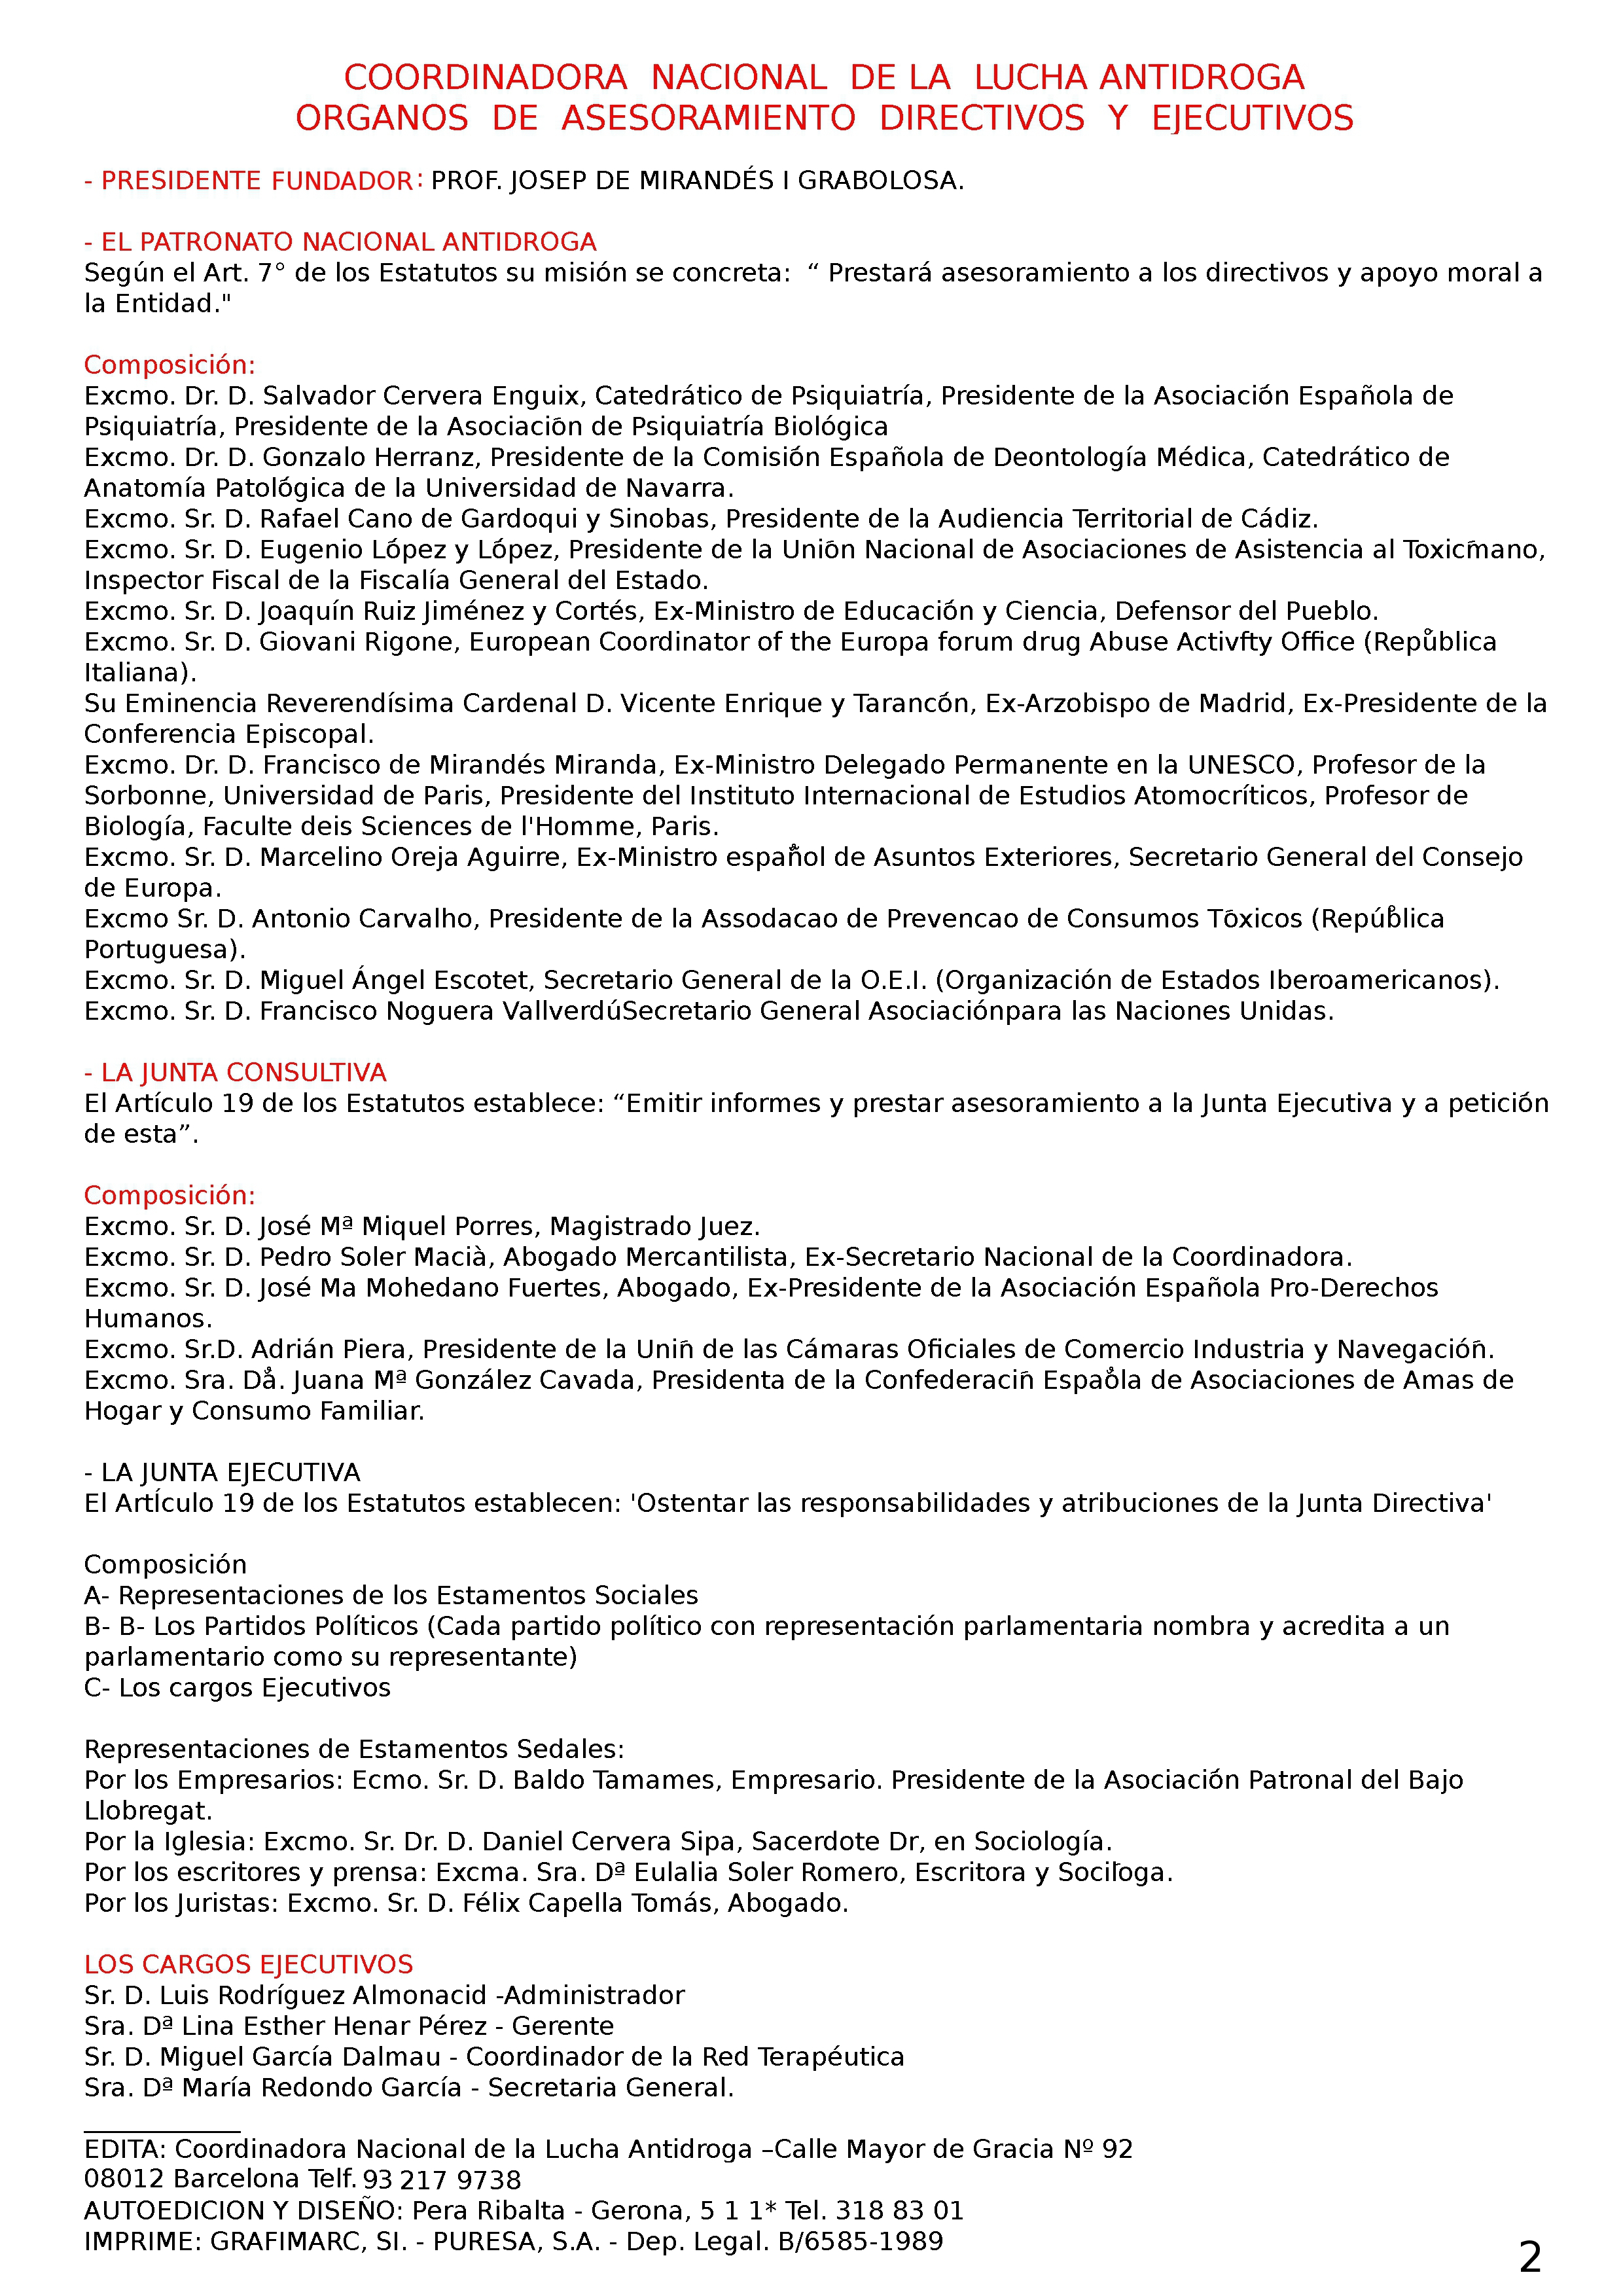 COORDINADORA NACIONAL DE LA LUCHA ANTIDROGA
ORGANOS DE ASESORAMIENTO DIRECTIVOS Y EJECUTIVOS
- PRESIDENTE FUNDADOR: PROF. JOSEP DE MIRANDÉS I GRABOLOSA.
- EL PATRONATO NACIONAL ANTIDROGA
Según el Art. 7° de los Estatutos su misión se concreta: “ Prestará asesoramiento a los directivos y apoyo moral a
la Entidad."
Composición:
Excmo. Dr. D. Salvador Cervera Enguix, Catedrático de Psiquiatría, Presidente de la Asociación Española de
Psiquiatría, Presidente de la Asociación de Psiquiatría Biológica
Excmo. Dr. D. Gonzalo Herranz, Presidente de la Comisión Española de Deontología Médica, Catedrático de
Anatomía Patológica de la Universidad de Navarra.
Excmo. Sr. D. Rafael Cano de Gardoqui y Sinobas, Presidente de la Audiencia Territorial de Cádiz.
Excmo. Sr. D. Eugenio López y López, Presidente de la Unión Nacional de Asociaciones de Asistencia al Toxicmano,
Inspector Fiscal de la Fiscalía General del Estado.
Excmo. Sr. D. Joaquín Ruiz Jiménez y Cortés, Ex-Ministro de Educación y Ciencia, Defensor del Pueblo.
Excmo. Sr. D. Giovani Rigone, European Coordinator of the Europa forum drug Abuse Activfty Office (República
Italiana).
Su Eminencia Reverendísima Cardenal D. Vicente Enrique y Tarancón, Ex-Arzobispo de Madrid, Ex-Presidente de la
Conferencia Episcopal.
Excmo. Dr. D. Francisco de Mirandés Miranda, Ex-Ministro Delegado Permanente en la UNESCO, Profesor de la
Sorbonne, Universidad de Paris, Presidente del Instituto Internacional de Estudios Atomocríticos, Profesor de
Biología, Faculte deis Sciences de l'Homme, Paris.
Excmo. Sr. D. Marcelino Oreja Aguirre, Ex-Ministro español de Asuntos Exteriores, Secretario General del Consejo
de Europa.
Excmo Sr. D. Antonio Carvalho, Presidente de la Assodacao de Prevencao de Consumos Tóxicos (República
Portuguesa).
Excmo. Sr. D. Miguel Ángel Escotet, Secretario General de la O.E.I. (Organización de Estados Iberoamericanos).
Excmo. Sr. D. Francisco Noguera VallverdúSecretario General Asociaciónpara las Naciones Unidas.
- LA JUNTA CONSULTIVA
El Artículo 19 de los Estatutos establece: “Emitir informes y prestar asesoramiento a la Junta Ejecutiva y a petición
de esta”.
Composición:
Excmo. Sr. D. José Mª Miquel Porres, Magistrado Juez.
Excmo. Sr. D. Pedro Soler Macià, Abogado Mercantilista, Ex-Secretario Nacional de la Coordinadora.
Excmo. Sr. D. José Ma Mohedano Fuertes, Abogado, Ex-Presidente de la Asociación Española Pro-Derechos
Humanos.
Excmo. Sr.D. Adrián Piera, Presidente de la Uniń de las Cámaras Oficiales de Comercio Industria y Navegacióń.
Excmo. Sra. Då. Juana Mª González Cavada, Presidenta de la Confederaciń Espaola de Asociaciones de Amas de
Hogar y Consumo Familiar.
- LA JUNTA EJECUTIVA
El ArtÍculo 19 de los Estatutos establecen: 'Ostentar las responsabilidades y atribuciones de la Junta Directiva'
Composición
A- Representaciones de los Estamentos Sociales
B- B- Los Partidos Políticos (Cada partido político con representación parlamentaria nombra y acredita a un
parlamentario como su representante)
C- Los cargos Ejecutivos
Representaciones de Estamentos Sedales:
Por los Empresarios: Ecmo. Sr. D. Baldo Tamames, Empresario. Presidente de la Asociación Patronal del Bajo
Llobregat.
Por la Iglesia: Excmo. Sr. Dr. D. Daniel Cervera Sipa, Sacerdote Dr, en Sociología.
Por los escritores y prensa: Excma. Sra. Dª Eulalia Soler Romero, Escritora y Socíloga.
Por los Juristas: Excmo. Sr. D. Félix Capella Tomás, Abogado.
LOS CARGOS EJECUTIVOS
Sr. D. Luis Rodríguez Almonacid -Administrador
Sra. Dª Lina Esther Henar Pérez - Gerente
Sr. D. Miguel García Dalmau - Coordinador de la Red Terapéutica
Sra. Dª María Redondo García - Secretaria General.
EDITA: Coordinadora Nacional de la Lucha Antidroga –Calle Mayor de Gracia Nº 92
08012 Barcelona Telf. 93 217 9738
AUTOEDICION Y DISEÑO: Pera Ribalta - Gerona, 5 1 1* Tel. 318 83 01
IMPRIME: GRAFIMARC, SI. - PURESA, S.A. - Dep. Legal. B/6585-1989
2